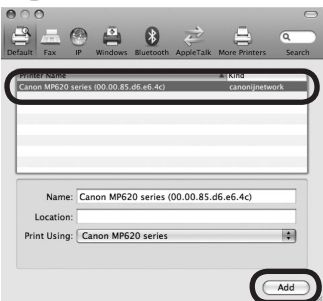 Default Fax IP Windows Bluetooth AppleTalk More Printers Search
Printer Name Kind
Canon MP620 series (00.00.85.d6.e6.4c) canonijnetwork
Name: Canon MP620 series (00.00.85.d6.e6.4c)
Location:
Print Using: Canon MP620 series
Add